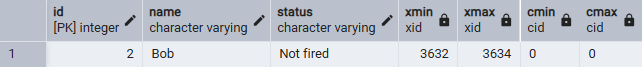 id name status xmin xmax cmin cmax
[PK] integer character varying character varying xid xid cid cid
1 2 Bob Not fired 3632 3634 0 0